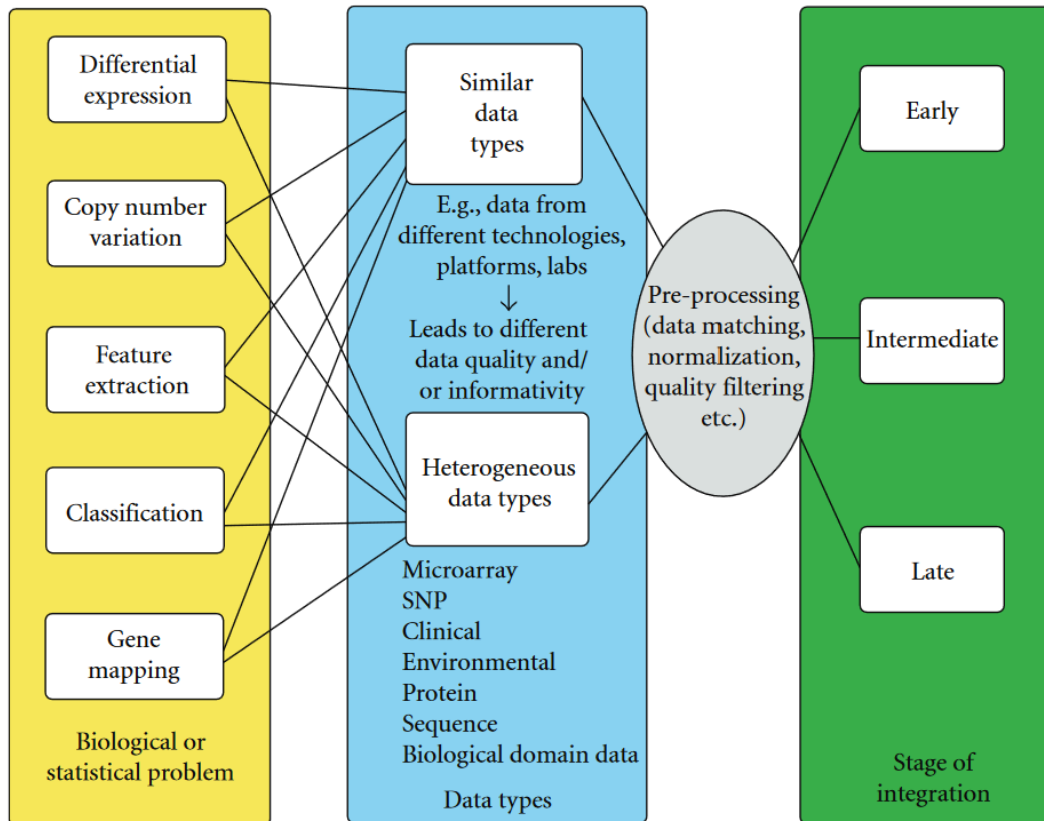 Differential
expression
Copy number
variation
Feature
extraction
Classification
Gene
mapping
Biological or
statistical problem
Similar
data
types
E.g., data from
different technologies,
platforms, labs
↓
Leads to different
data quality and/
or informativity
Heterogeneous
data types
Microarray
SNP
Clinical
Environmental
Protein
Sequence
Biological domain data
Data types
Pre-processing
(data matching,
normalization,
quality filtering
etc.)
Early
Intermediate
Late
Stage of
integration